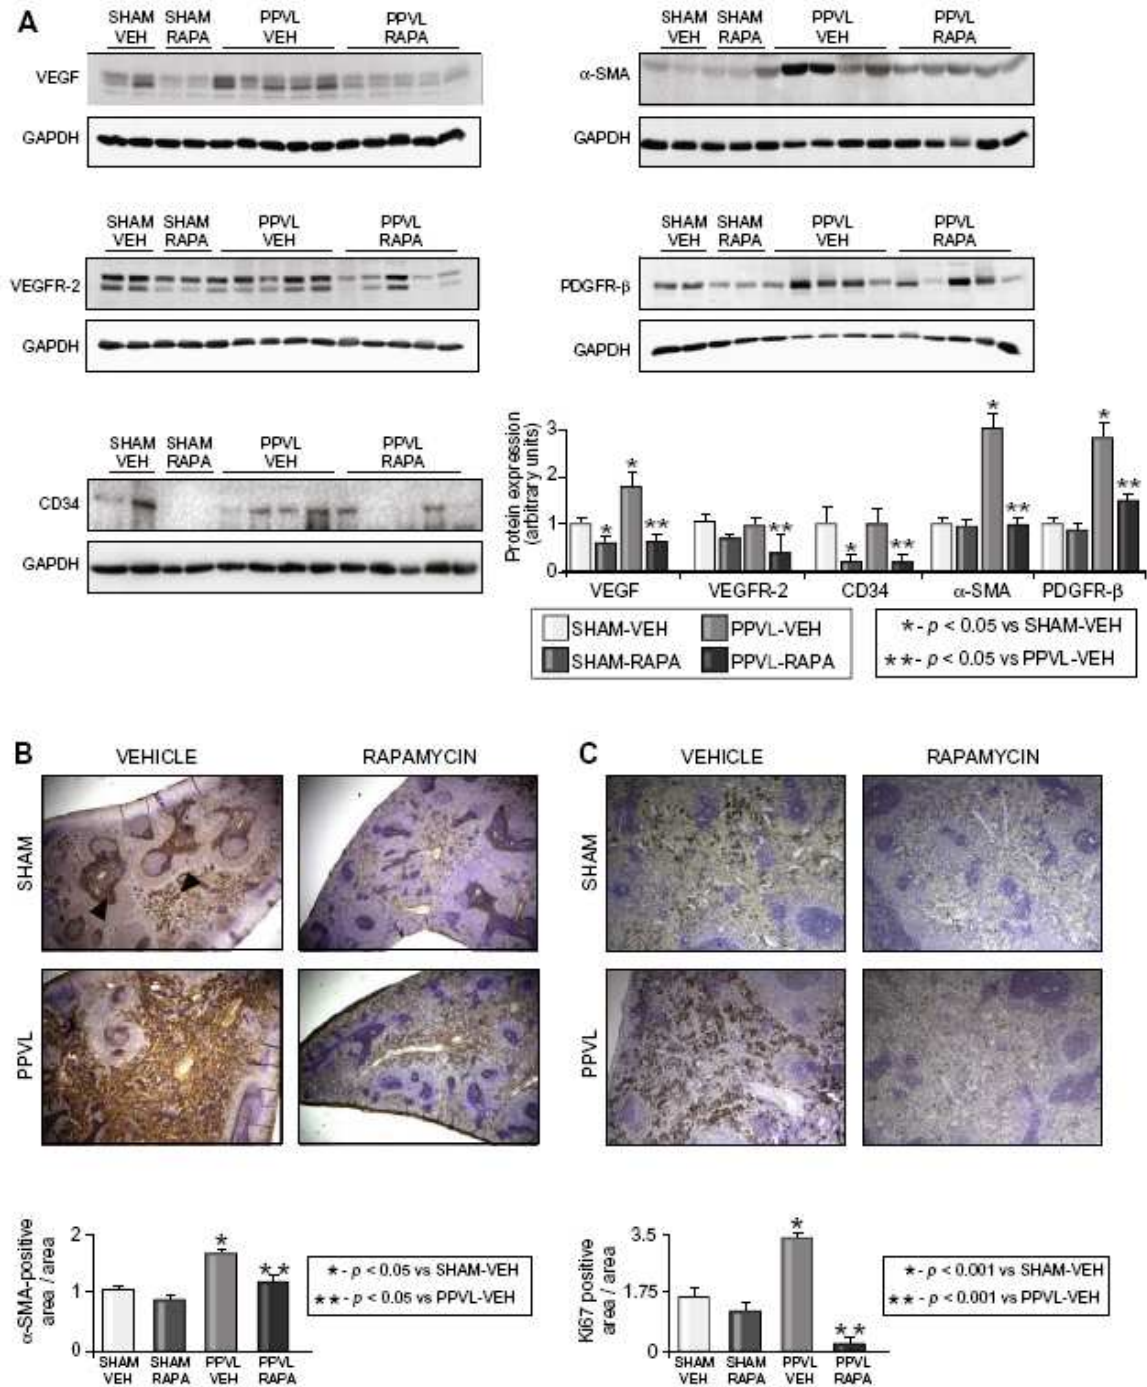 A
SHAM VEH
SHAM RAPA
PPVL VEH
PPVL RAPA
VEGF
GAPDH
SHAM VEH
SHAM RAPA
PPVL VEH
PPVL RAPA
α-SMA
GAPDH
SHAM VEH
SHAM RAPA
PPVL VEH
PPVL RAPA
VEGFR-2
GAPDH
SHAM VEH
SHAM RAPA
PPVL VEH
PPVL RAPA
PDGFR-β
GAPDH
SHAM VEH
SHAM RAPA
PPVL VEH
PPVL RAPA
CD34
GAPDH
Protein expression
(arbitrary units)
3
2
1
0
* * ** ** * ** * ** * **
VEGF VEGFR-2 CD34 α-SMA PDGFR-β
SHAM-VEH PPVL-VEH
SHAM-RAPA PPVL-RAPA
*- p < 0.05 vs SHAM-VEH
**- p < 0.05 vs PPVL-VEH
B
VEHICLE RAPAMYCIN
SHAM
PPVL
C
VEHICLE RAPAMYCIN
SHAM
PPVL
α-SMA-positive
area / area
2
1
0
* **
SHAM VEH
SHAM RAPA
PPVL VEH
PPVL RAPA
*- p < 0.05 vs SHAM-VEH
**- p < 0.05 vs PPVL-VEH
Ki67 positive
area / area
3.5
1.75
0
* **
SHAM VEH
SHAM RAPA
PPVL VEH
PPVL RAPA
*- p < 0.001 vs SHAM-VEH
**- p < 0.001 vs PPVL-VEH